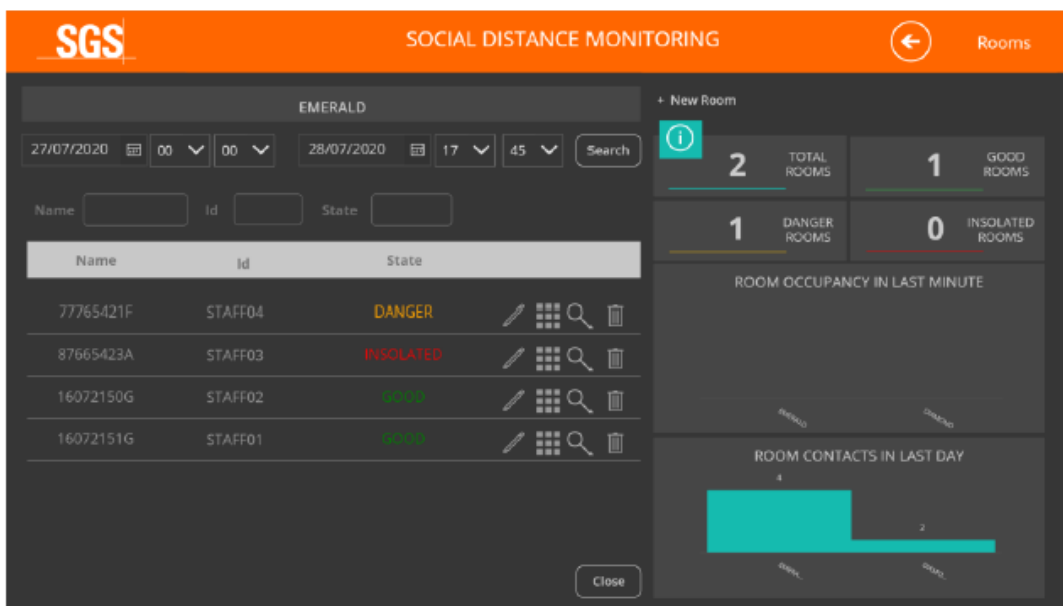 SGS
SOCIAL DISTANCE MONITORING
Rooms
EMERALD
27/07/2020 00 00 28/07/2020 17 45 Search
Name Id State
Name Id State
77765421F STAFF04 DANGER
87665423A STAFF03 INSOLATED
16072150G STAFF02 GOOD
16072151G STAFF01 GOOD
Close
+ New Room
i
2 TOTAL ROOMS
1 GOOD ROOMS
1 DANGER ROOMS
0 INSOLATED ROOMS
ROOM OCCUPANCY IN LAST MINUTE
EMERALD
ROOM CONTACTS IN LAST DAY
4
2